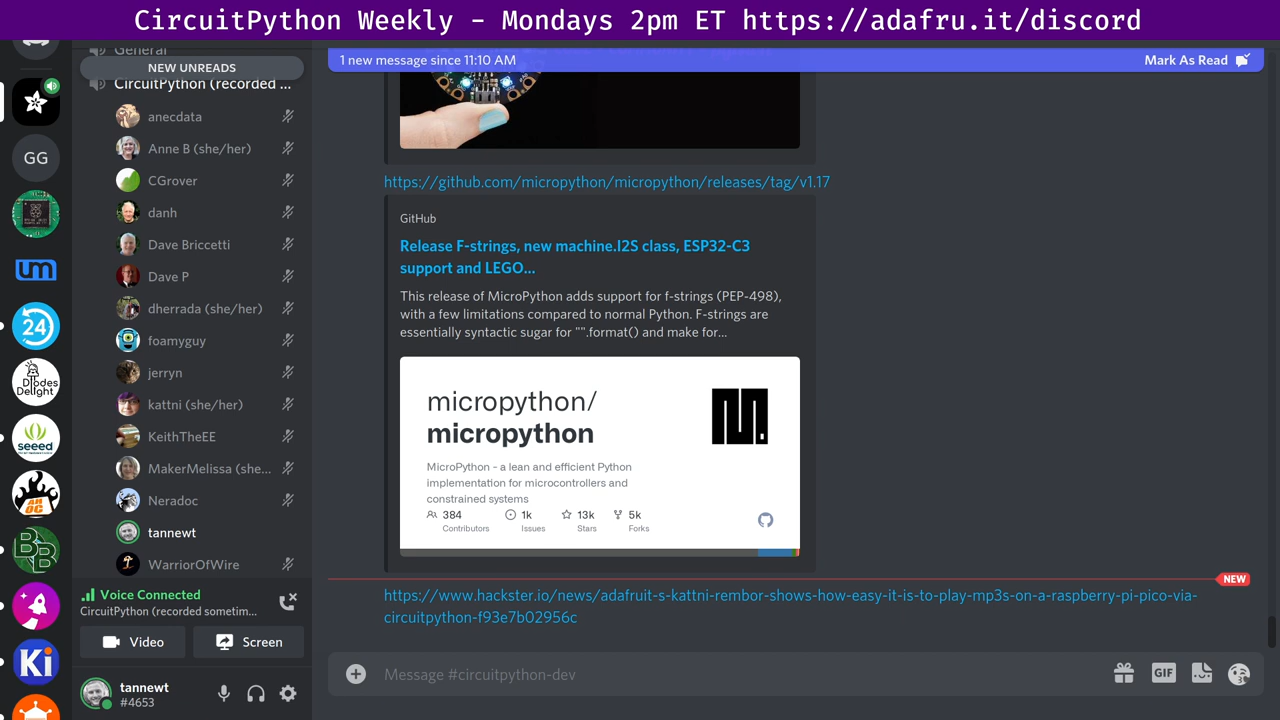 CircuitPython Weekly - Mondays 2pm ET https://adafru.it/discord
General
NEW UNREADS
CircuitPython (recorded ...
anecdata
Anne B (she/her)
CGrover
danh
Dave Briccetti
Dave P
dherrada (she/her)
foamyguy
jerryn
kattni (she/her)
KeithTheEE
MakerMelissa (she...
Neradoc
tannewt
WarriorOfWire
Voice Connected
CircuitPython (recorded sometim...
Video
Screen
tannewt
#4653
GG
24
Diodes
Delight
seeed
BB
Ki
1 new message since 11:10 AM
Mark As Read
https://github.com/micropython/micropython/releases/tag/v1.17
GitHub
Release F-strings, new machine.I2S class, ESP32-C3
support and LEGO...
This release of MicroPython adds support for f-strings (PEP-498),
with a few limitations compared to normal Python. F-strings are
essentially syntactic sugar for "".format() and make for...
micropython/
micropython
MicroPython - a lean and efficient Python
implementation for microcontrollers and
constrained systems
384 1k 13k 5k
Contributors Issues Stars Forks
NEW
https://www.hackster.io/news/adafruit-s-kattni-rembor-shows-how-easy-it-is-to-play-mp3s-on-a-raspberry-pi-pico-via-
circuitpython-f93e7b02956c
Message #circuitpython-dev
GIF